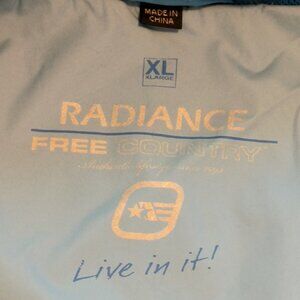 MADE IN
CHINA
XL
XLARGE
RADIANCE
FREE COUNTRY
Live in it!